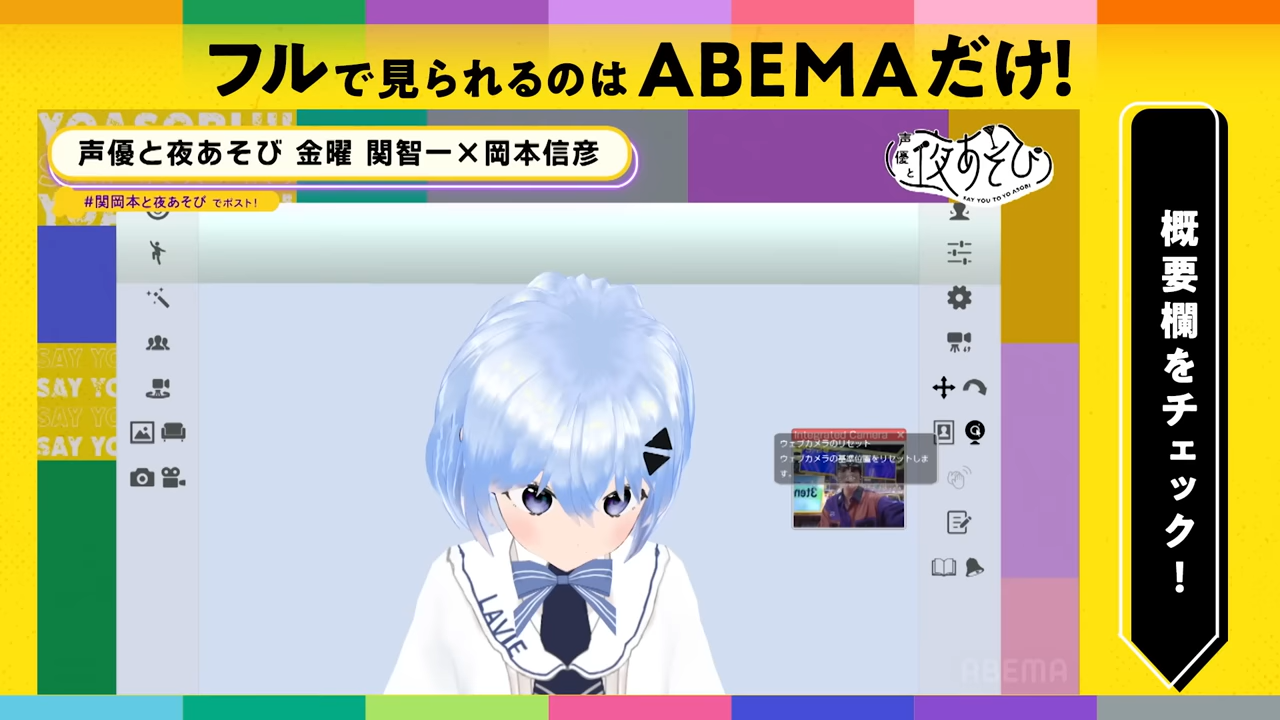 フルで見られるのはABEMAだけ!
YOASOBI!!!
声優と夜あそび 金曜 関智一×岡本信彦
#関岡本と夜あそび でポスト!
声優と夜あそび
SAY YOU TO YO ASOBI
SAY YO
SAY YO
SAY YO
SAY YO
Integrated Camera
ウェブカメラのリセット
ウェブカメラの基準位置をリセットします。
3ten
LAVIE
ABEMA
概要欄をチェック!